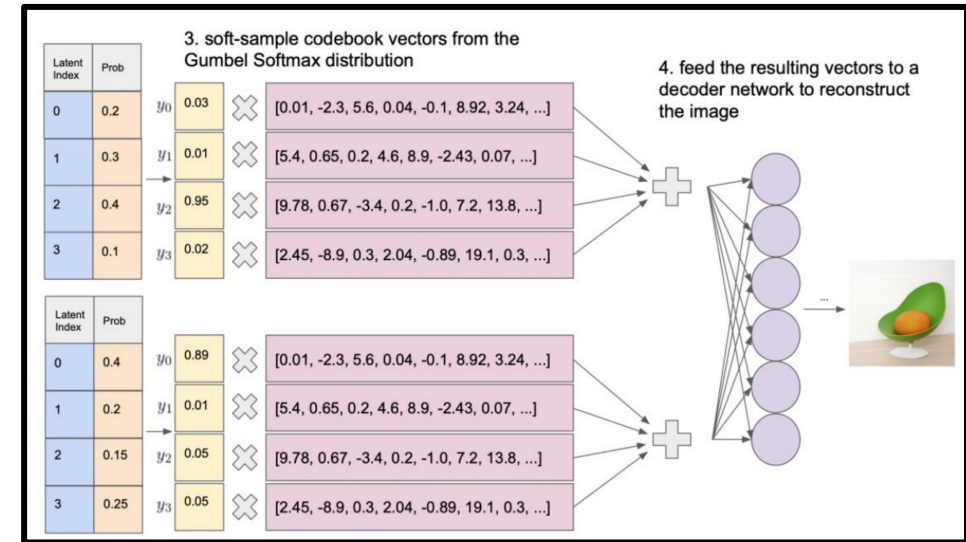 3. soft-sample codebook vectors from the
Gumbel Softmax distribution
4. feed the resulting vectors to a
decoder network to reconstruct
the image
Latent
Index
Prob
0 0.2 y0 0.03 [0.01, -2.3, 5.6, 0.04, -0.1, 8.92, 3.24, ...]
1 0.3 y1 0.01 [5.4, 0.65, 0.2, 4.6, 8.9, -2.43, 0.07, ...]
2 0.4 y2 0.95 [9.78, 0.67, -3.4, 0.2, -1.0, 7.2, 13.8, ...]
3 0.1 y3 0.02 [2.45, -8.9, 0.3, 2.04, -0.89, 19.1, 0.3, ...]
...
Latent
Index
Prob
0 0.4 y0 0.89 [0.01, -2.3, 5.6, 0.04, -0.1, 8.92, 3.24, ...]
1 0.2 y1 0.01 [5.4, 0.65, 0.2, 4.6, 8.9, -2.43, 0.07, ...]
2 0.15 y2 0.05 [9.78, 0.67, -3.4, 0.2, -1.0, 7.2, 13.8, ...]
3 0.25 y3 0.05 [2.45, -8.9, 0.3, 2.04, -0.89, 19.1, 0.3, ...]